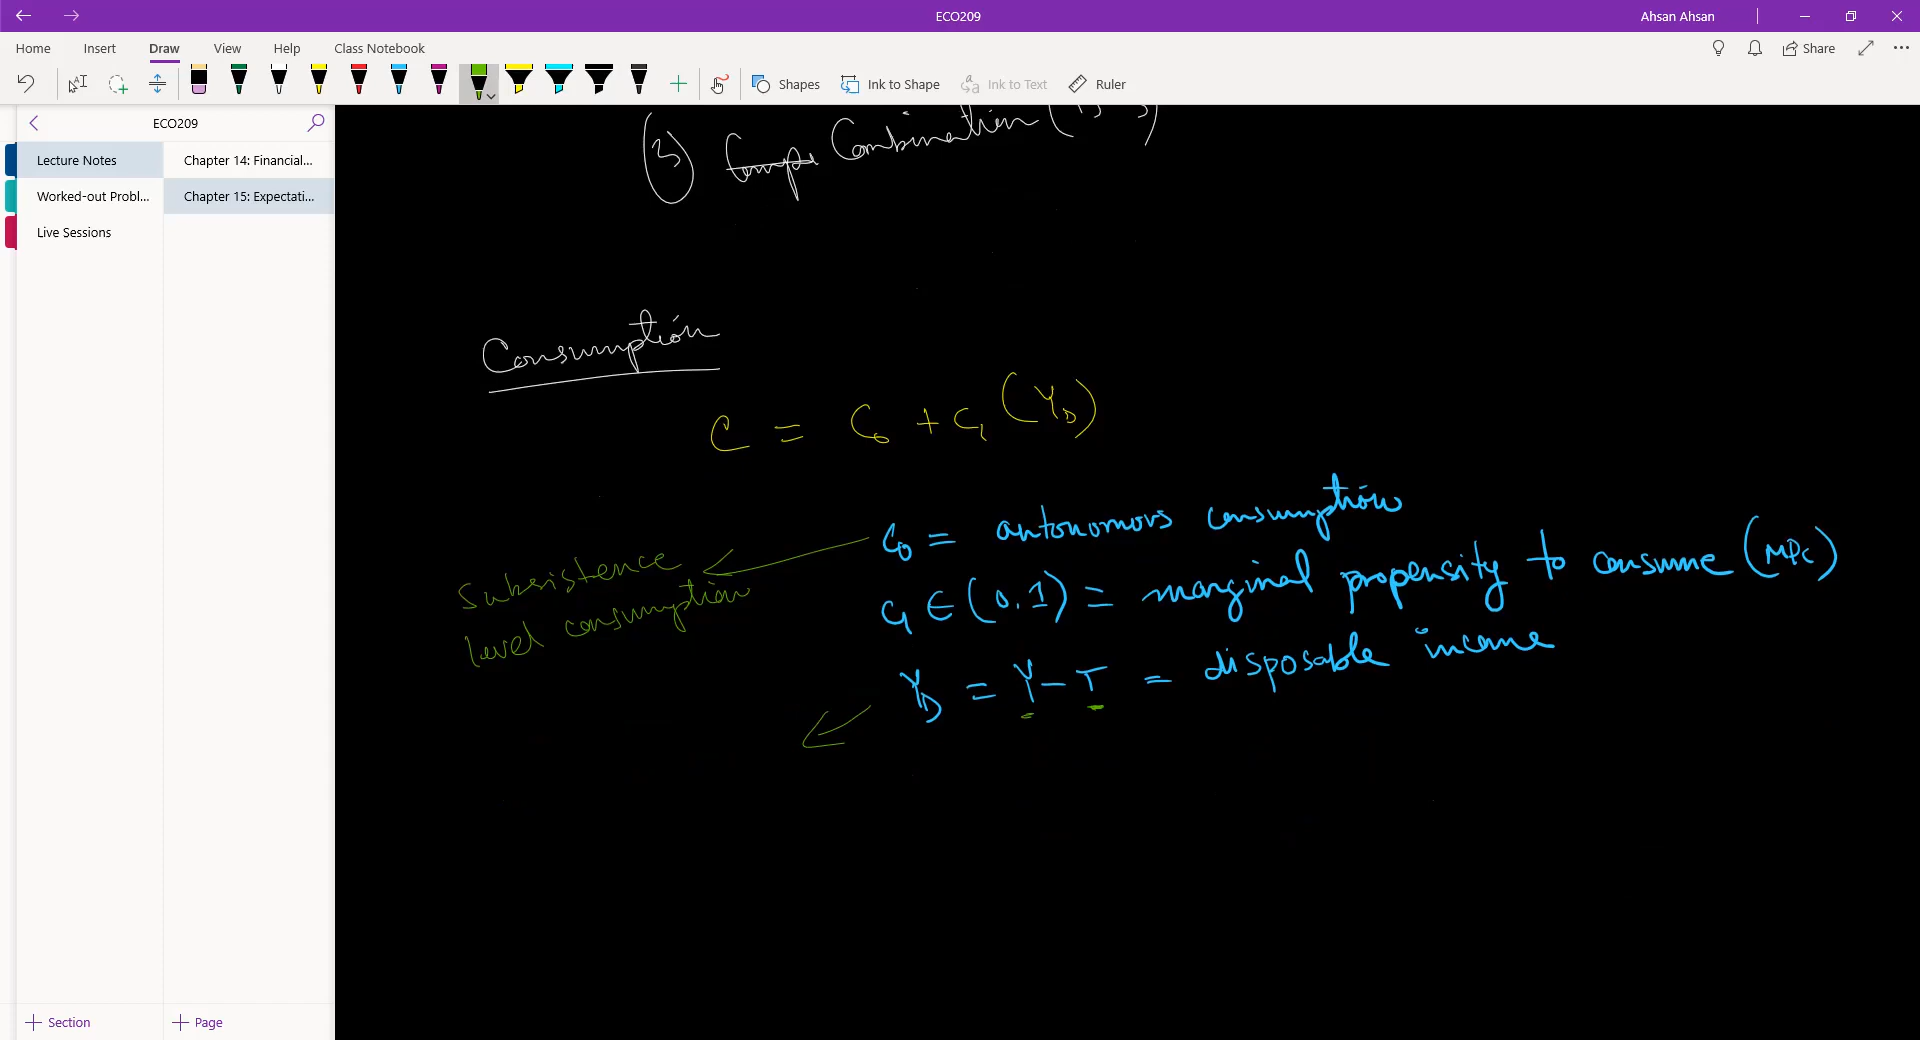 ECO209
Ahsan Ahsan
Home Insert Draw View Help Class Notebook
Share
Shapes Ink to Shape Ink to Text Ruler
ECO209
Lecture Notes
Worked-out Probl...
Live Sessions
Chapter 14: Financial...
Chapter 15: Expectati...
(3) Combination (
Consumption
C = C₀ + C₁ (Y_D)
C₀ = autonomous consumption
C₁ ∈ (0.1) = marginal propensity to consume (MPC)
Y_D = Y - T = disposable income
Subsistence
level consumption
+ Section
+ Page